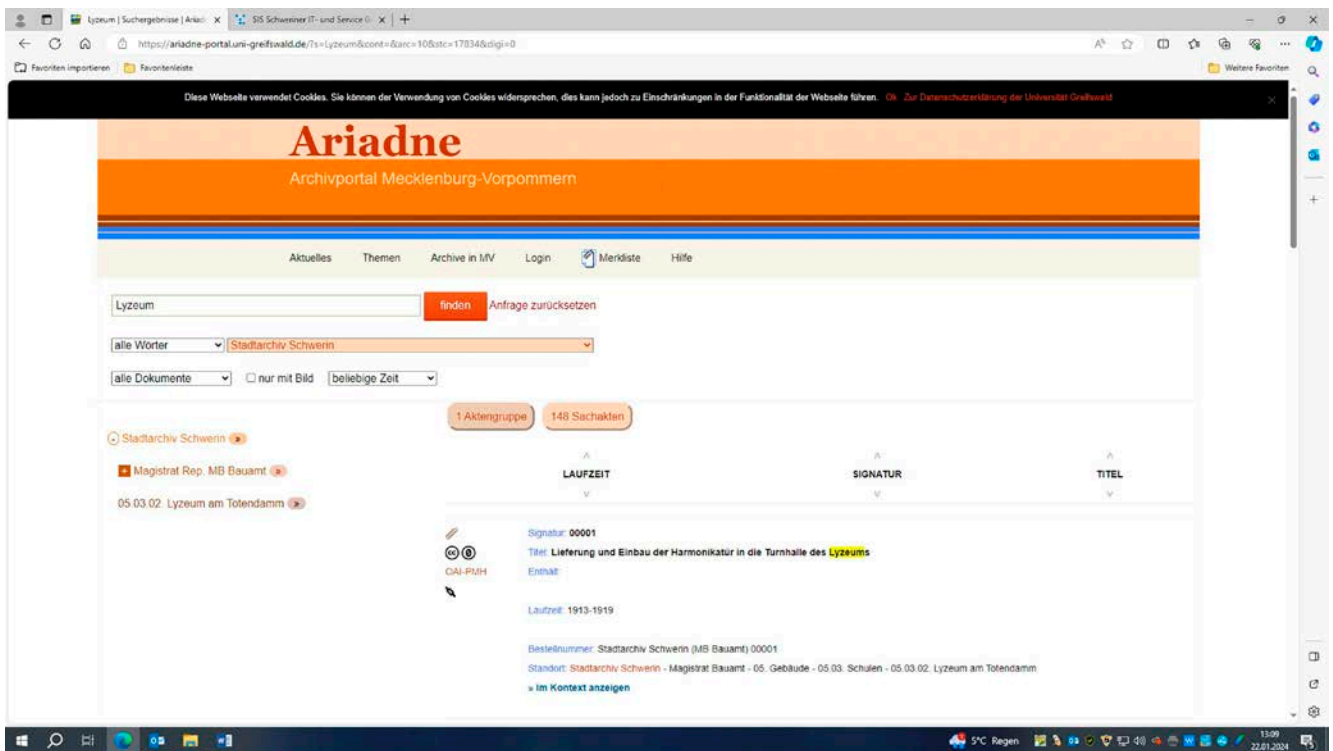 Lyzeum | Suchergebnisse | Ariad
SIS Schweriner IT- und Service G
https://ariadne-portal.uni-greifswald.de/?s=Lyzeum&cont=&arc=10&stc=17834&digi=0
Favoriten importieren
Favoritenleiste
Weitere Favoriten
Diese Webseite verwendet Cookies. Sie können der Verwendung von Cookies widersprechen, dies kann jedoch zu Einschränkungen in der Funktionalität der Webseite führen. Ok Zur Datenschutzerklärung der Universität Greifswald
Ariadne
Archivportal Mecklenburg-Vorpommern
Aktuelles Themen Archive in MV Login Merkliste Hilfe
Lyzeum finden Anfrage zurücksetzen
alle Wörter Stadtarchiv Schwerin
alle Dokumente nur mit Bild beliebige Zeit
1 Aktengruppe 148 Sachakten
Stadtarchiv Schwerin
Magistrat Rep. MB Bauamt
05.03.02. Lyzeum am Totendamm
LAUFZEIT SIGNATUR TITEL
Signatur: 00001
Titel: Lieferung und Einbau der Harmonikatür in die Turnhalle des Lyzeums
OAI-PMH
Enthält:
Laufzeit: 1913-1919
Bestellnummer: Stadtarchiv Schwerin (MB Bauamt) 00001
Standort: Stadtarchiv Schwerin - Magistrat Bauamt - 05. Gebäude - 05.03. Schulen - 05.03.02. Lyzeum am Totendamm
» Im Kontext anzeigen
5°C Regen
13:09
22.01.2024